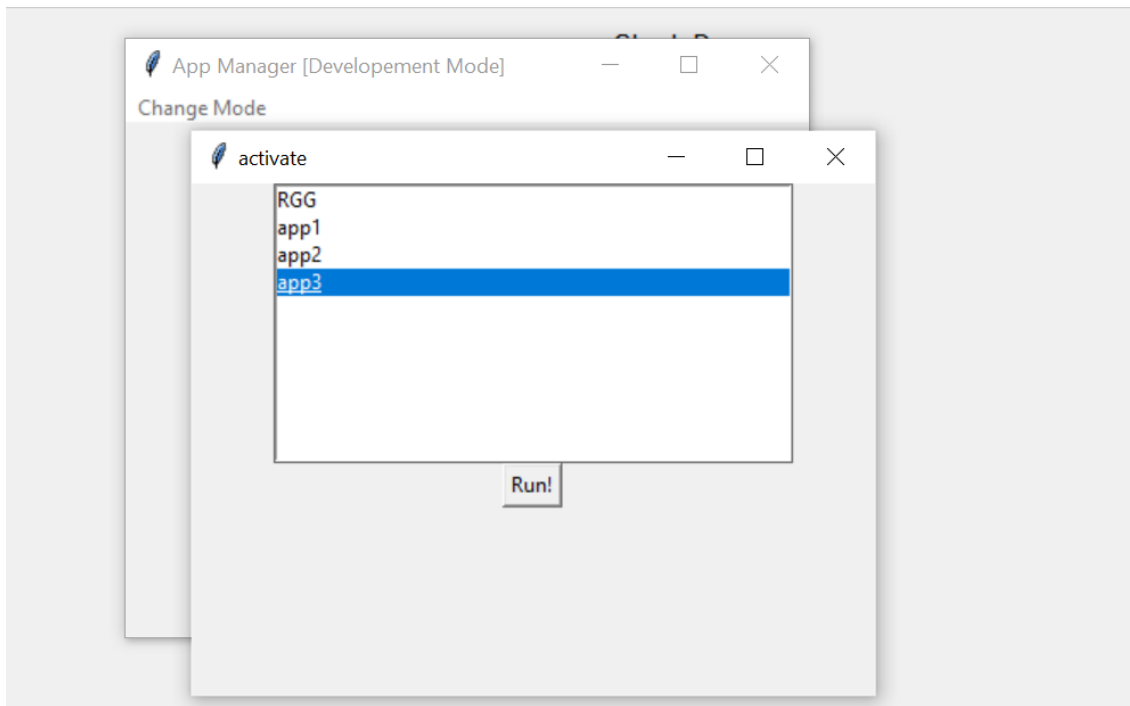 App Manager [Developement Mode]
Change Mode
activate
RGG
app1
app2
app3
Run!